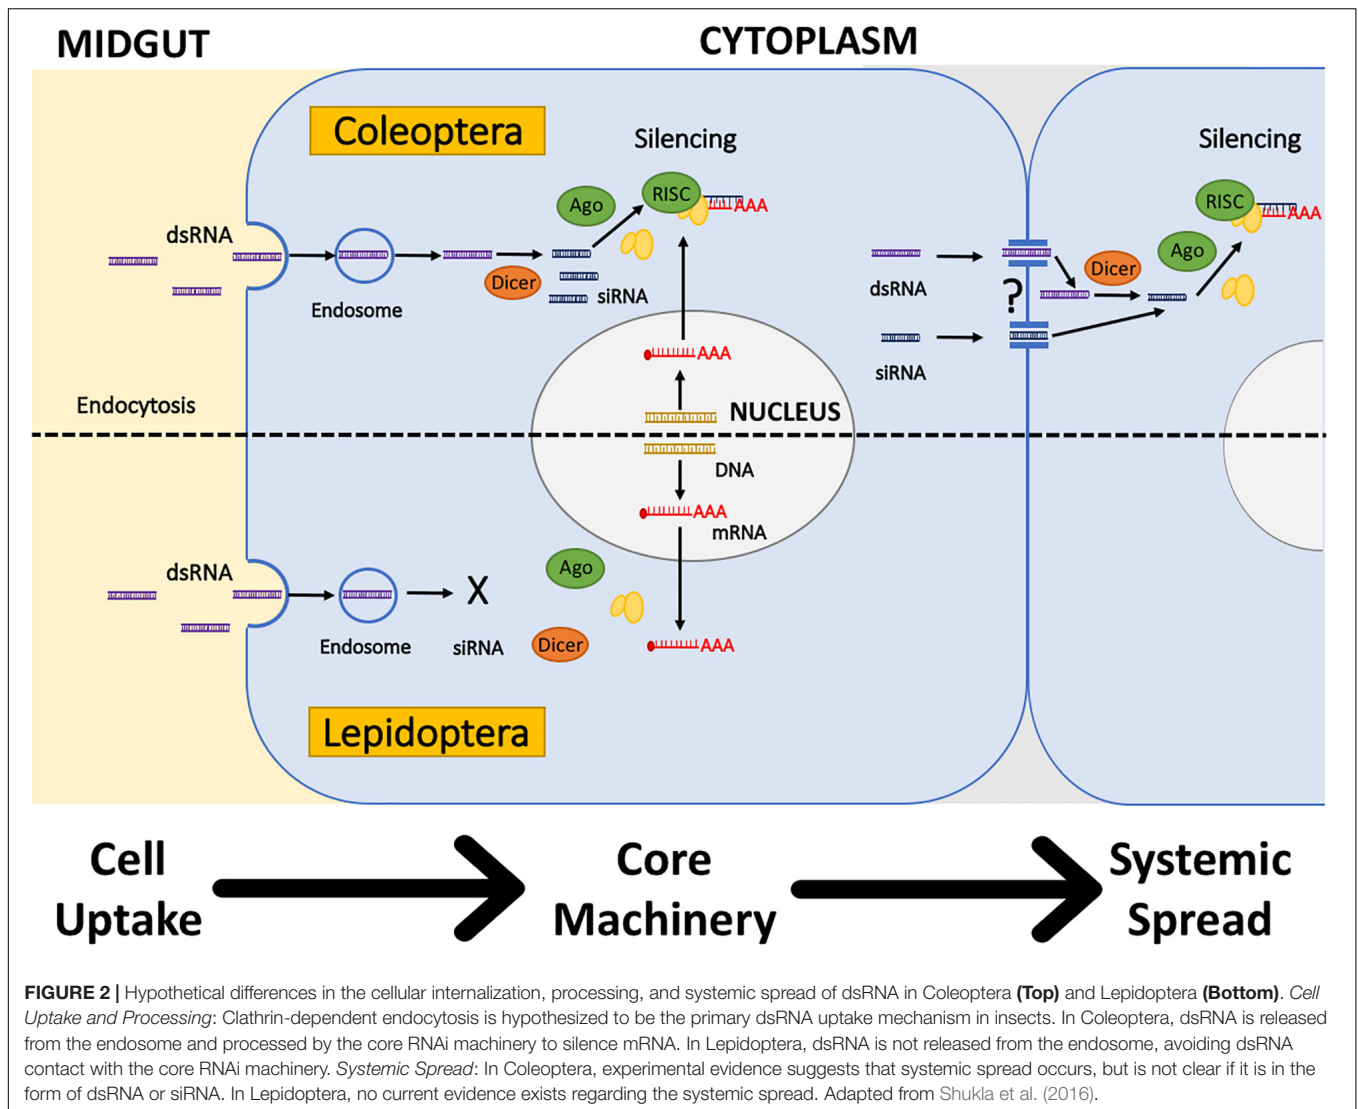 MIDGUT
CYTOPLASM
Coleoptera
Silencing
Silencing
Ago
RISC
AAA
RISC
AAA
dsRNA
Dicer
siRNA
Endosome
dsRNA
?
siRNA
Dicer
Ago
AAA
Endocytosis
NUCLEUS
DNA
AAA
mRNA
dsRNA
Endosome
X
siRNA
Ago
Dicer
AAA
Lepidoptera
Cell
Uptake
Core
Machinery
Systemic
Spread
FIGURE 2 | Hypothetical differences in the cellular internalization, processing, and systemic spread of dsRNA in Coleoptera (Top) and Lepidoptera (Bottom). Cell
Uptake and Processing: Clathrin-dependent endocytosis is hypothesized to be the primary dsRNA uptake mechanism in insects. In Coleoptera, dsRNA is released
from the endosome and processed by the core RNAi machinery to silence mRNA. In Lepidoptera, dsRNA is not released from the endosome, avoiding dsRNA
contact with the core RNAi machinery. Systemic Spread: In Coleoptera, experimental evidence suggests that systemic spread occurs, but is not clear if it is in the
form of dsRNA or siRNA. In Lepidoptera, no current evidence exists regarding the systemic spread. Adapted from Shukla et al. (2016).